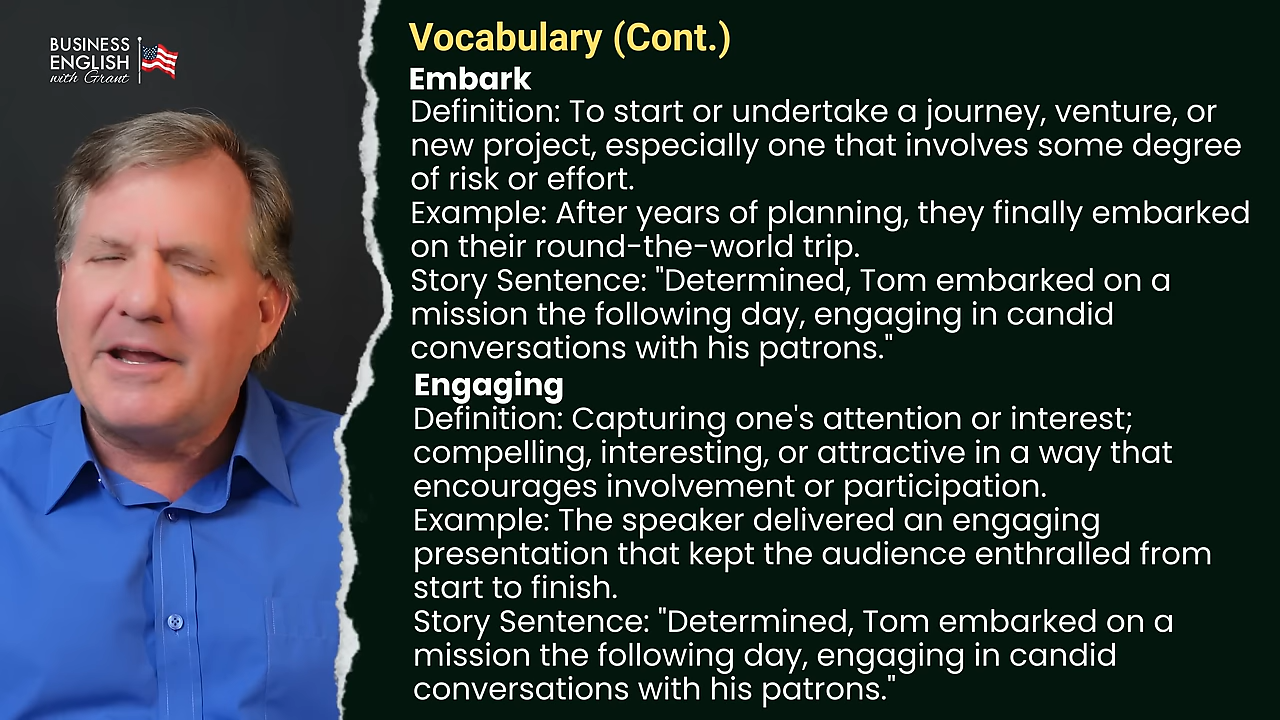 BUSINESS
ENGLISH
with Grant
Vocabulary (Cont.)
Embark
Definition: To start or undertake a journey, venture, or
new project, especially one that involves some degree
of risk or effort.
Example: After years of planning, they finally embarked
on their round-the-world trip.
Story Sentence: "Determined, Tom embarked on a
mission the following day, engaging in candid
conversations with his patrons."
Engaging
Definition: Capturing one's attention or interest;
compelling, interesting, or attractive in a way that
encourages involvement or participation.
Example: The speaker delivered an engaging
presentation that kept the audience enthralled from
start to finish.
Story Sentence: "Determined, Tom embarked on a
mission the following day, engaging in candid
conversations with his patrons."